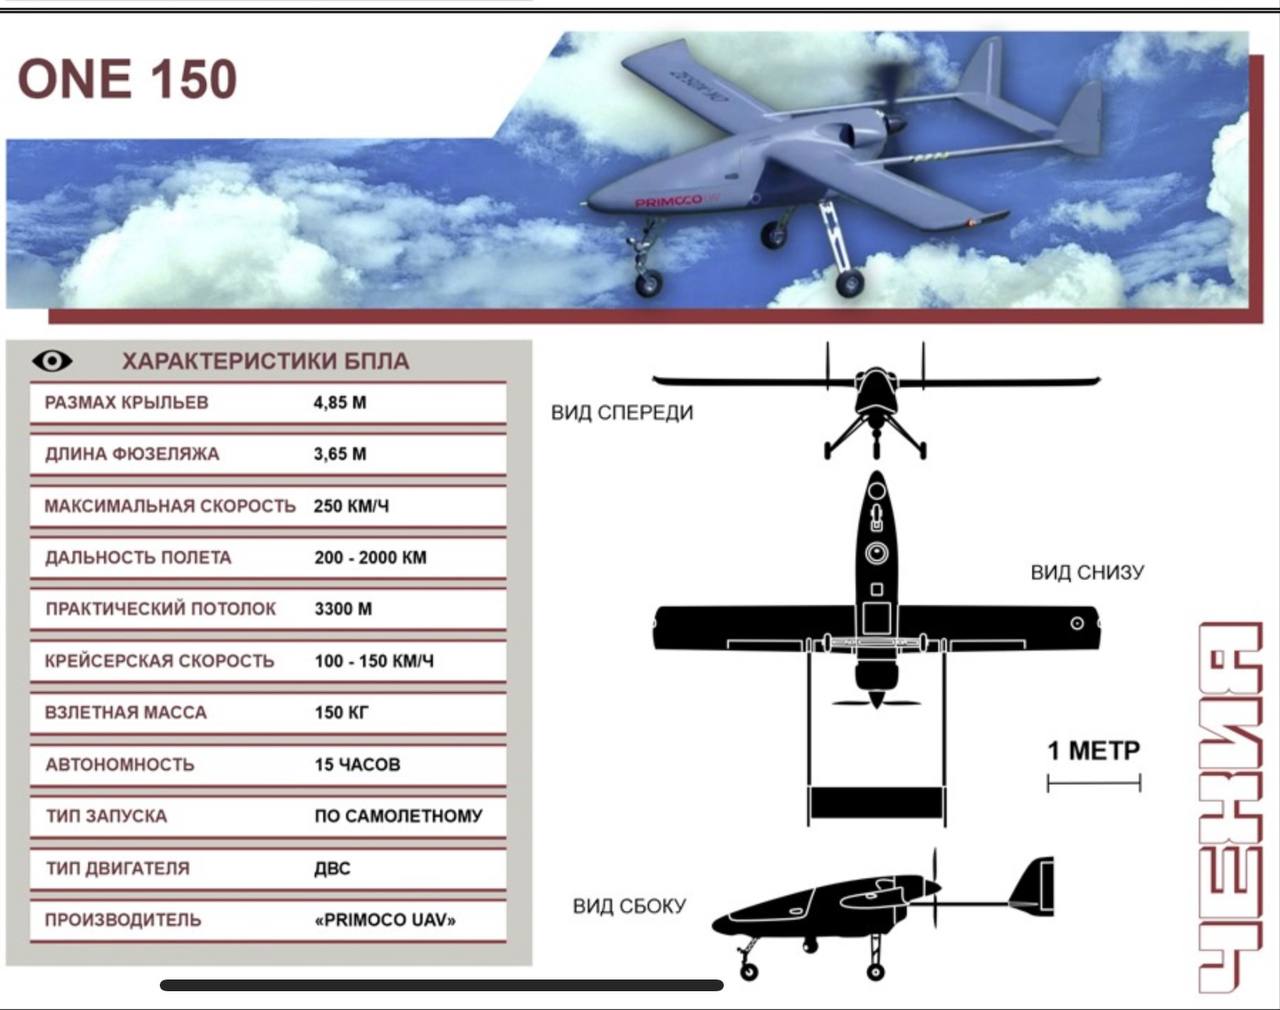 ONE 150
PRIMOCO
ХАРАКТЕРИСТИКИ БПЛА
РАЗМАХ КРЫЛЬЕВ 4,85 М
ДЛИНА ФЮЗЕЛЯЖА 3,65 М
МАКСИМАЛЬНАЯ СКОРОСТЬ 250 КМ/Ч
ДАЛЬНОСТЬ ПОЛЕТА 200 - 2000 КМ
ПРАКТИЧЕСКИЙ ПОТОЛОК 3300 М
КРЕЙСЕРСКАЯ СКОРОСТЬ 100 - 150 КМ/Ч
ВЗЛЕТНАЯ МАССА 150 КГ
АВТОНОМНОСТЬ 15 ЧАСОВ
ТИП ЗАПУСКА ПО САМОЛЕТНОМУ
ТИП ДВИГАТЕЛЯ ДВС
ПРОИЗВОДИТЕЛЬ «PRIMOCO UAV»
ВИД СПЕРЕДИ
ВИД СНИЗУ
1 МЕТР
ВИД СБОКУ
ЧЕХИЯ